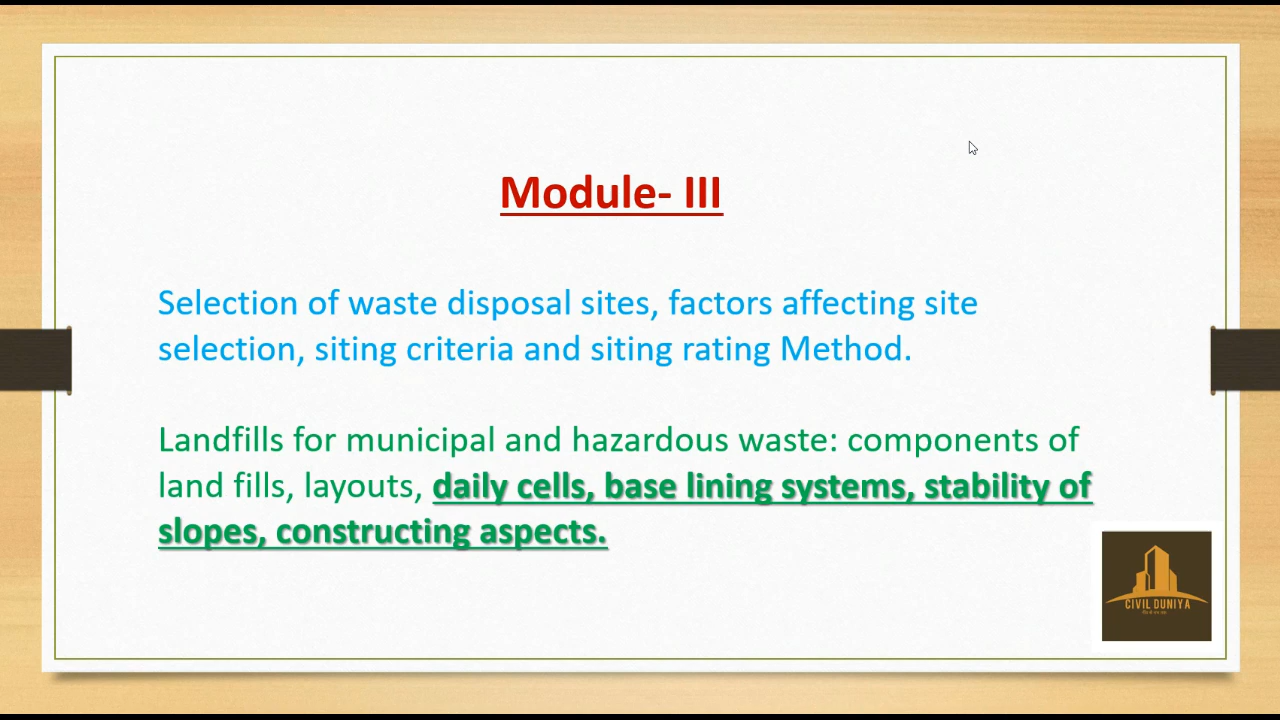 Module- III
Selection of waste disposal sites, factors affecting site
selection, siting criteria and siting rating Method.
Landfills for municipal and hazardous waste: components of
land fills, layouts, daily cells, base lining systems, stability of
slopes, constructing aspects.
CIVIL DUNIYA